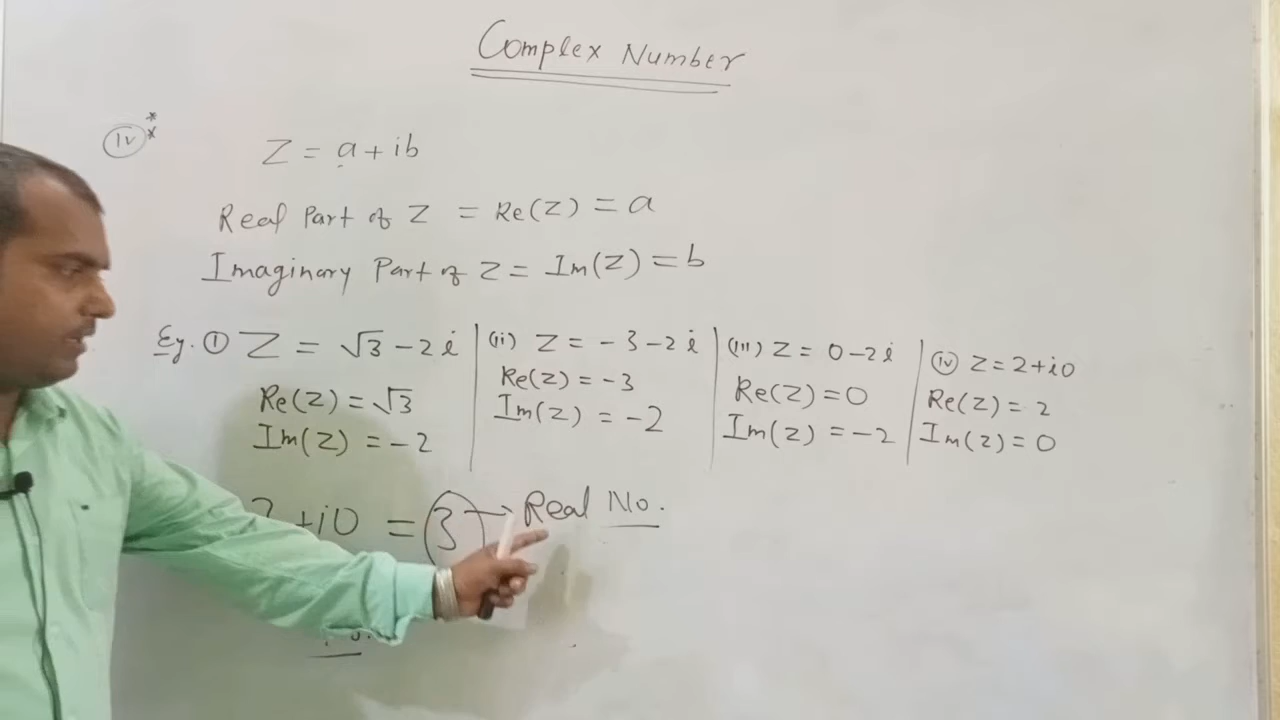 Complex Number
(iv) **
Z = a + ib
Real Part of Z = Re(Z) = a
Imaginary Part of Z = Im(Z) = b
Eg. ① Z = √3 - 2i | (ii) Z = -3 - 2i | (iii) Z = 0 - 2i | (iv) Z = 2 + i0
Re(Z) = √3 | Re(Z) = -3 | Re(Z) = 0 | Re(Z) = 2
Im(Z) = -2 | Im(Z) = -2 | Im(Z) = -2 | Im(Z) = 0
+ i0 = 3 → Real No.